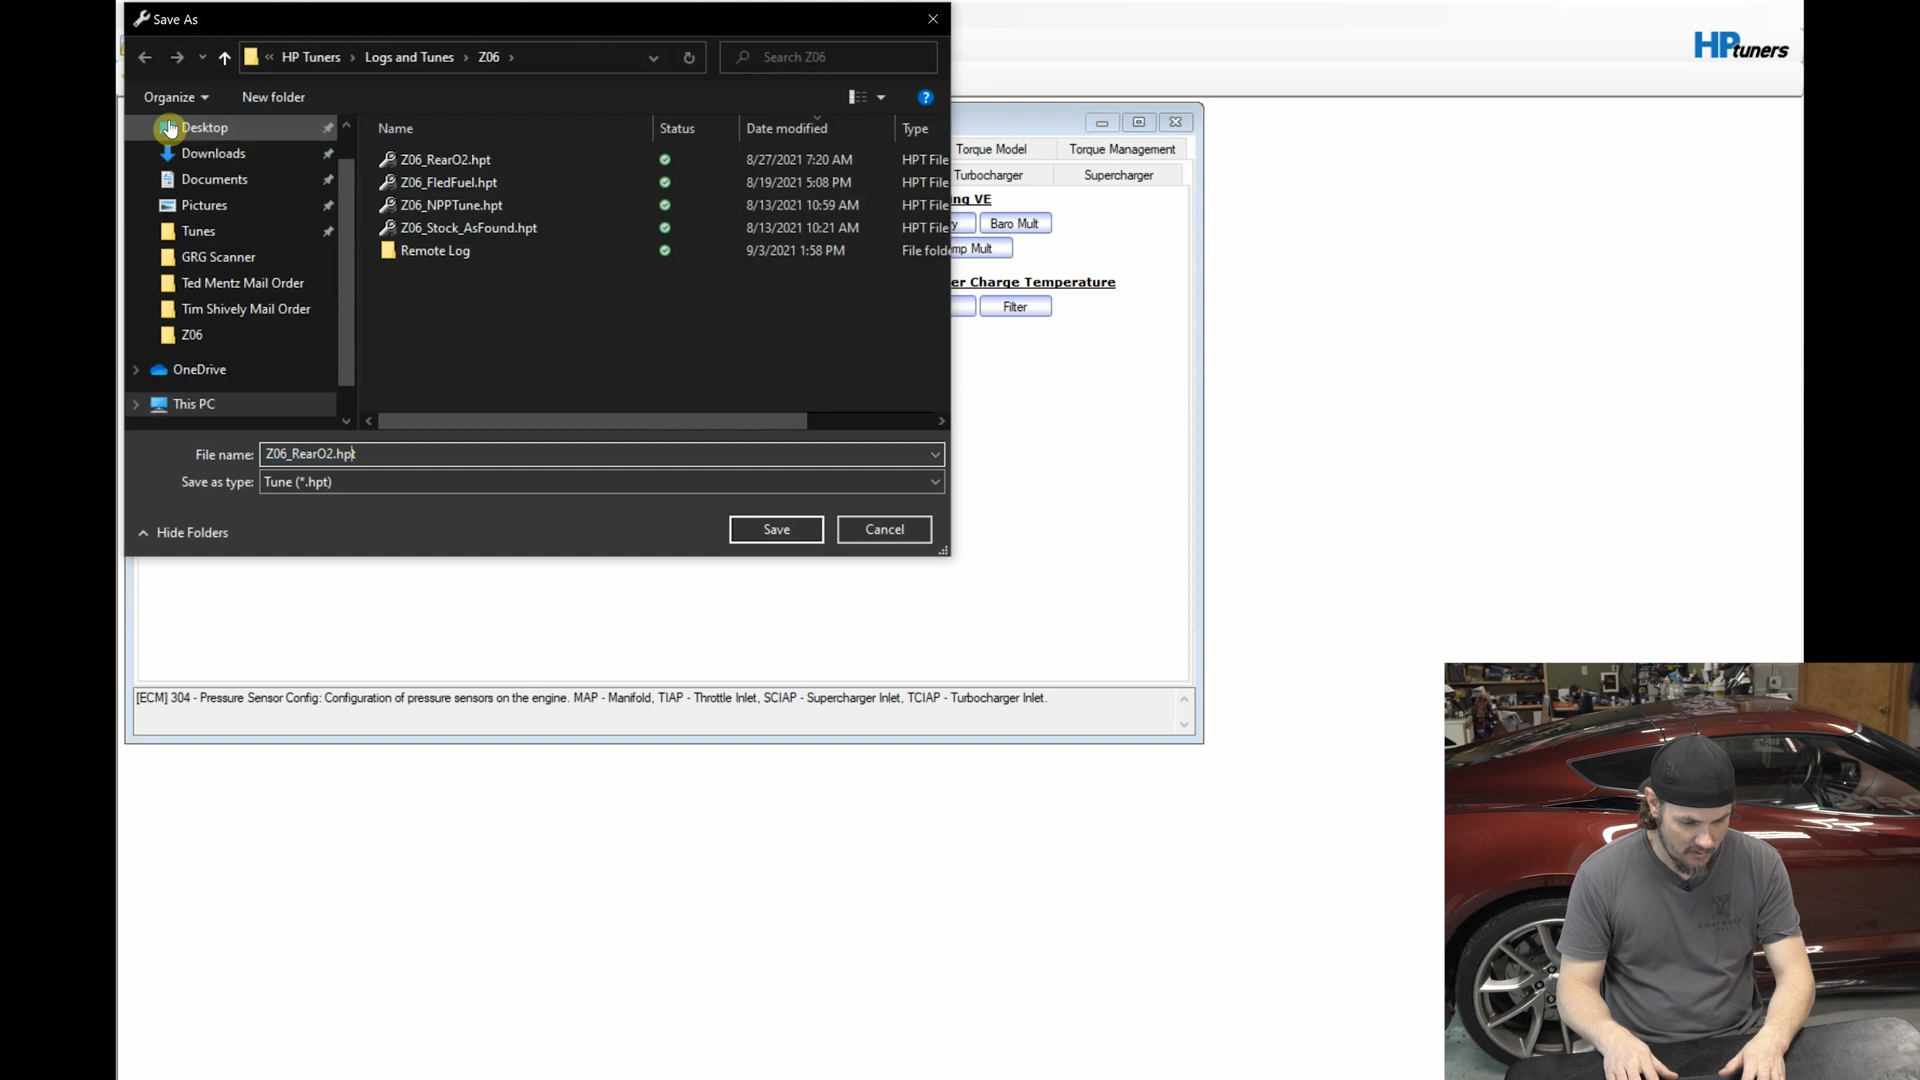 Save As
HP tuners
« HP Tuners › Logs and Tunes › Z06 ›
Search Z06
Organize
New folder
?
Desktop
Downloads
Documents
Pictures
Tunes
GRG Scanner
Ted Mentz Mail Order
Tim Shively Mail Order
Z06
OneDrive
This PC
Name Status Date modified Type
Z06_RearO2.hpt 8/27/2021 7:20 AM HPT File
Z06_FledFuel.hpt 8/19/2021 5:08 PM HPT File
Z06_NPPTune.hpt 8/13/2021 10:59 AM HPT File
Z06_Stock_AsFound.hpt 8/13/2021 10:21 AM HPT File
Remote Log 9/3/2021 1:58 PM File folde
Torque Model Torque Management
Turbocharger Supercharger
ng VE
y Baro Mult
mp Mult
er Charge Temperature
Filter
File name: Z06_RearO2.hpt
Save as type: Tune (*.hpt)
Hide Folders
Save
Cancel
[ECM] 304 - Pressure Sensor Config: Configuration of pressure sensors on the engine. MAP - Manifold, TIAP - Throttle Inlet, SCIAP - Supercharger Inlet, TCIAP - Turbocharger Inlet.